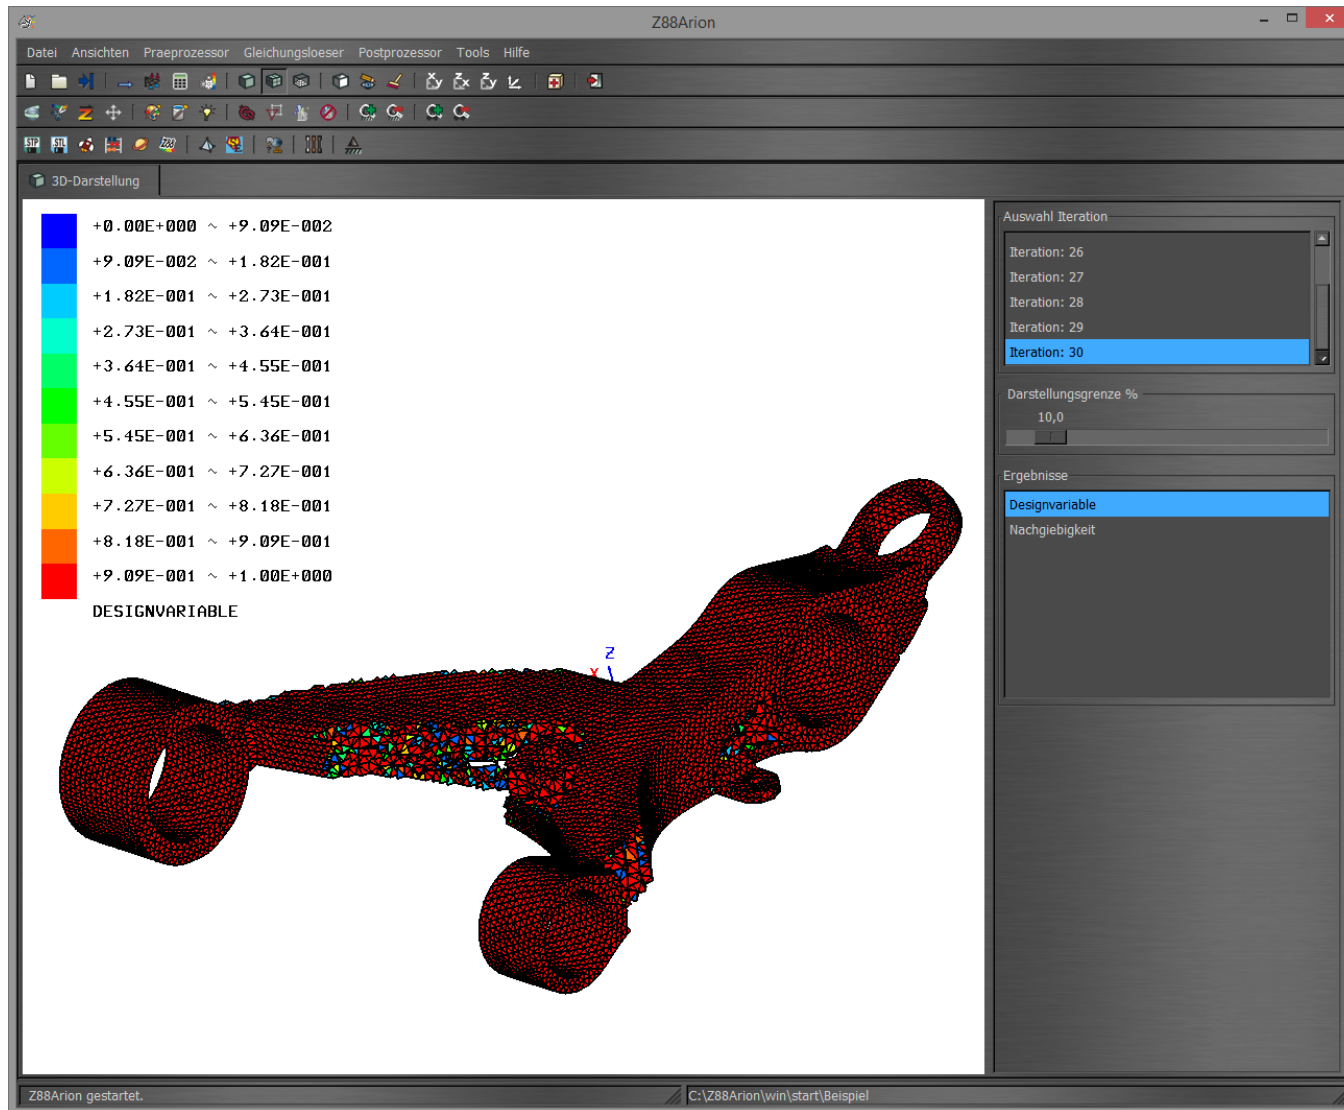 Z88Arion
Datei Ansichten Praeprozessor Gleichungsloeser Postprozessor Tools Hilfe
3D-Darstellung
+0.00E+000 ~ +9.09E-002
+9.09E-002 ~ +1.82E-001
+1.82E-001 ~ +2.73E-001
+2.73E-001 ~ +3.64E-001
+3.64E-001 ~ +4.55E-001
+4.55E-001 ~ +5.45E-001
+5.45E-001 ~ +6.36E-001
+6.36E-001 ~ +7.27E-001
+7.27E-001 ~ +8.18E-001
+8.18E-001 ~ +9.09E-001
+9.09E-001 ~ +1.00E+000
DESIGNVARIABLE
Z
X
Auswahl Iteration
Iteration: 26
Iteration: 27
Iteration: 28
Iteration: 29
Iteration: 30
Darstellungsgrenze %
10,0
Ergebnisse
Designvariable
Nachgiebigkeit
Z88Arion gestartet.
C:\Z88Arion\win\start\Beispiel